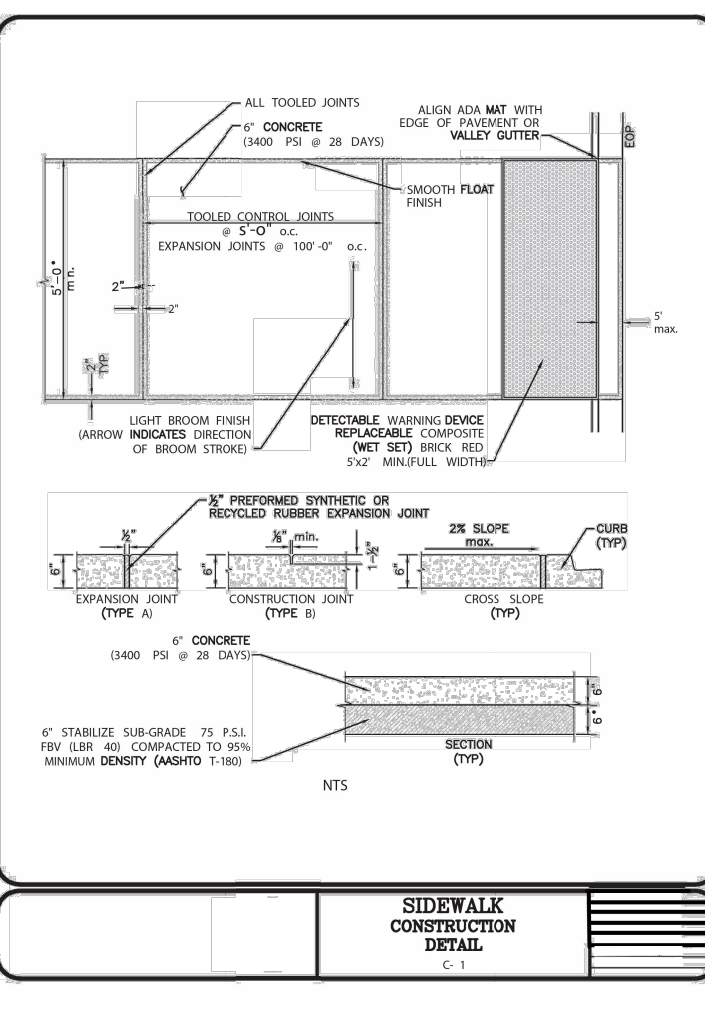 ALL TOOLED JOINTS
6" CONCRETE
(3400 PSI @ 28 DAYS)
ALIGN ADA MAT WITH
EDGE OF PAVEMENT OR
VALLEY GUTTER
EOP
SMOOTH FLOAT
FINISH
TOOLED CONTROL JOINTS
@ S'-O" o.c.
EXPANSION JOINTS @ 100'-0" o.c.
5'-0"
min.
2"
2"
2"
TYP
5'
max.
LIGHT BROOM FINISH
(ARROW INDICATES DIRECTION
OF BROOM STROKE)
DETECTABLE WARNING DEVICE
REPLACEABLE COMPOSITE
(WET SET) BRICK RED
5'x2' MIN.(FULL WIDTH)
½" PREFORMED SYNTHETIC OR
RECYCLED RUBBER EXPANSION JOINT
½"
6"
EXPANSION JOINT
(TYPE A)
⅛" min.
1-½"
6"
CONSTRUCTION JOINT
(TYPE B)
2% SLOPE
max.
CURB
(TYP)
6"
CROSS SLOPE
(TYP)
6" CONCRETE
(3400 PSI @ 28 DAYS)
6"
6"
6" STABILIZE SUB-GRADE 75 P.S.I.
FBV (LBR 40) COMPACTED TO 95%
MINIMUM DENSITY (AASHTO T-180)
SECTION
(TYP)
NTS
SIDEWALK
CONSTRUCTION
DETAIL
C- 1